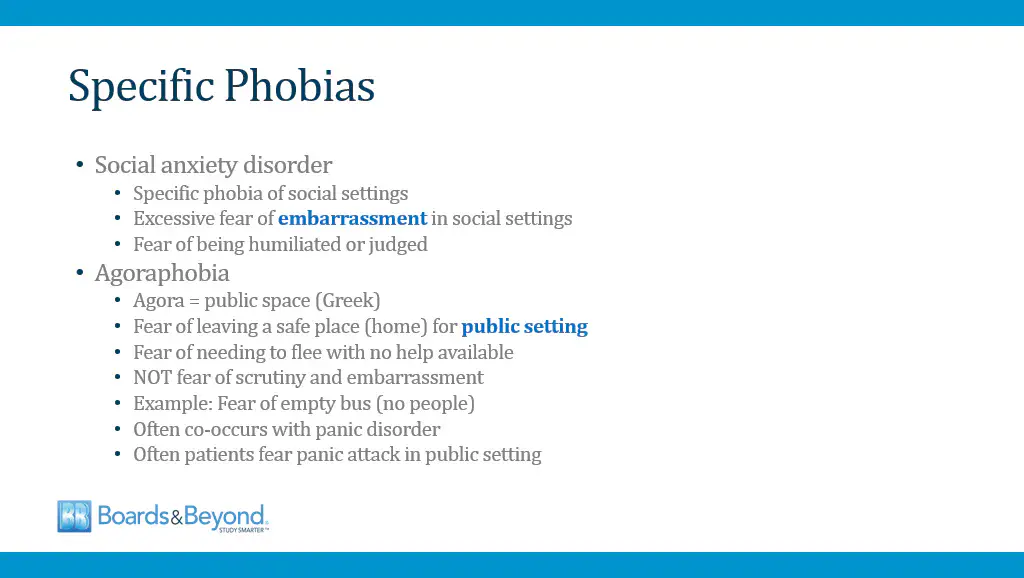 Specific Phobias
• Social anxiety disorder
• Specific phobia of social settings
• Excessive fear of embarrassment in social settings
• Fear of being humiliated or judged
• Agoraphobia
• Agora = public space (Greek)
• Fear of leaving a safe place (home) for public setting
• Fear of needing to flee with no help available
• NOT fear of scrutiny and embarrassment
• Example: Fear of empty bus (no people)
• Often co-occurs with panic disorder
• Often patients fear panic attack in public setting
BB Boards&Beyond®
STUDY SMARTER™